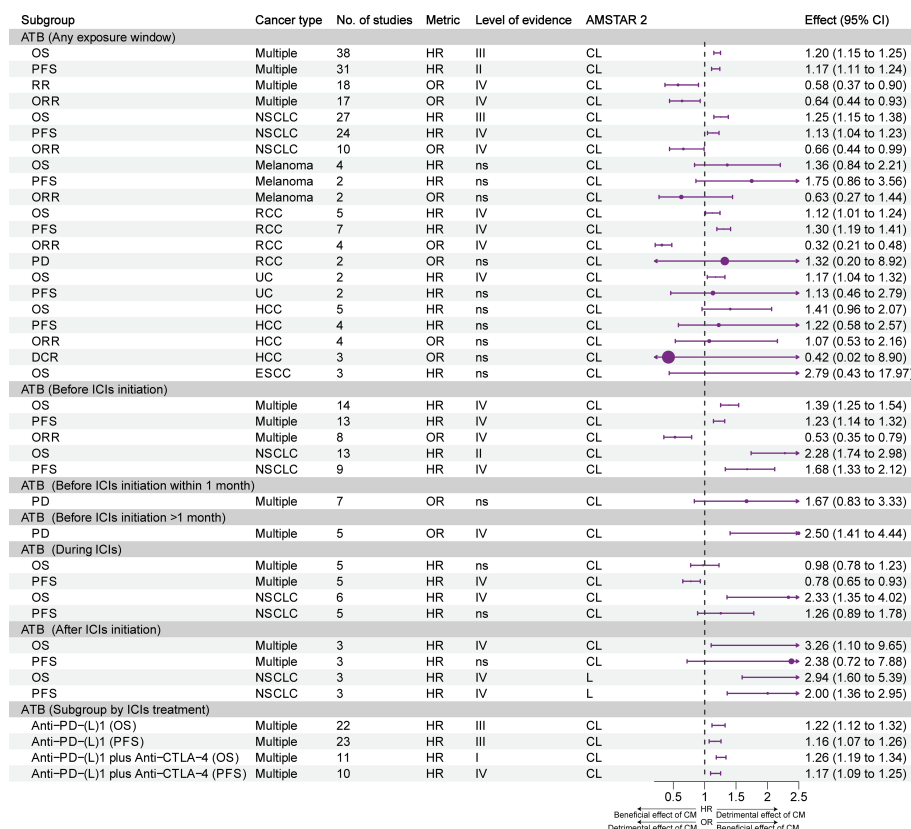 Subgroup Cancer type No. of studies Metric Level of evidence AMSTAR 2 Effect (95% CI)
ATB (Any exposure window)
OS Multiple 38 HR III CL 1.20 (1.15 to 1.25)
PFS Multiple 31 HR II CL 1.17 (1.11 to 1.24)
RR Multiple 18 OR IV CL 0.58 (0.37 to 0.90)
ORR Multiple 17 OR IV CL 0.64 (0.44 to 0.93)
OS NSCLC 27 HR III CL 1.25 (1.15 to 1.38)
PFS NSCLC 24 HR IV CL 1.13 (1.04 to 1.23)
ORR NSCLC 10 OR IV CL 0.66 (0.44 to 0.99)
OS Melanoma 4 HR ns CL 1.36 (0.84 to 2.21)
PFS Melanoma 2 HR ns CL 1.75 (0.86 to 3.56)
ORR Melanoma 2 OR ns CL 0.63 (0.27 to 1.44)
OS RCC 5 HR IV CL 1.12 (1.01 to 1.24)
PFS RCC 7 HR IV CL 1.30 (1.19 to 1.41)
ORR RCC 4 OR IV CL 0.32 (0.21 to 0.48)
PD RCC 2 OR ns CL 1.32 (0.20 to 8.92)
OS UC 2 HR IV CL 1.17 (1.04 to 1.32)
PFS UC 2 HR ns CL 1.13 (0.46 to 2.79)
OS HCC 5 HR ns CL 1.41 (0.96 to 2.07)
PFS HCC 4 HR ns CL 1.22 (0.58 to 2.57)
ORR HCC 4 OR ns CL 1.07 (0.53 to 2.16)
DCR HCC 3 OR ns CL 0.42 (0.02 to 8.90)
OS ESCC 3 HR ns CL 2.79 (0.43 to 17.97)
ATB (Before ICIs initiation)
OS Multiple 14 HR IV CL 1.39 (1.25 to 1.54)
PFS Multiple 13 HR IV CL 1.23 (1.14 to 1.32)
ORR Multiple 8 OR IV CL 0.53 (0.35 to 0.79)
OS NSCLC 13 HR II CL 2.28 (1.74 to 2.98)
PFS NSCLC 9 HR IV CL 1.68 (1.33 to 2.12)
ATB (Before ICIs initiation within 1 month)
PD Multiple 7 OR ns CL 1.67 (0.83 to 3.33)
ATB (Before ICIs initiation >1 month)
PD Multiple 5 OR IV CL 2.50 (1.41 to 4.44)
ATB (During ICIs)
OS Multiple 5 HR ns CL 0.98 (0.78 to 1.23)
PFS Multiple 5 HR IV CL 0.78 (0.65 to 0.93)
OS NSCLC 6 HR IV CL 2.33 (1.35 to 4.02)
PFS NSCLC 5 HR ns CL 1.26 (0.89 to 1.78)
ATB (After ICIs initiation)
OS Multiple 3 HR IV CL 3.26 (1.10 to 9.65)
PFS Multiple 3 HR ns CL 2.38 (0.72 to 7.88)
OS NSCLC 3 HR IV L 2.94 (1.60 to 5.39)
PFS NSCLC 3 HR IV L 2.00 (1.36 to 2.95)
ATB (Subgroup by ICIs treatment)
Anti−PD−(L)1 (OS) Multiple 22 HR III CL 1.22 (1.12 to 1.32)
Anti−PD−(L)1 (PFS) Multiple 23 HR III CL 1.16 (1.07 to 1.26)
Anti−PD−(L)1 plus Anti−CTLA−4 (OS) Multiple 11 HR I CL 1.26 (1.19 to 1.34)
Anti−PD−(L)1 plus Anti−CTLA−4 (PFS) Multiple 10 HR IV CL 1.17 (1.09 to 1.25)
0.5 1 1.5 2 2.5
Beneficial effect of CM HR Detrimental effect of CM
Detrimental effect of CM OR Beneficial effect of CM